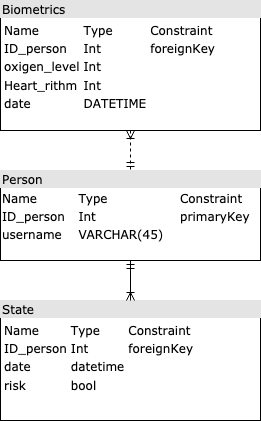 Biometrics
Name Type Constraint
ID_person Int foreignKey
oxigen_level Int
Heart_rithm Int
date DATETIME
Person
Name Type Constraint
ID_person Int primaryKey
username VARCHAR(45)
State
Name Type Constraint
ID_person Int foreignKey
date datetime
risk bool